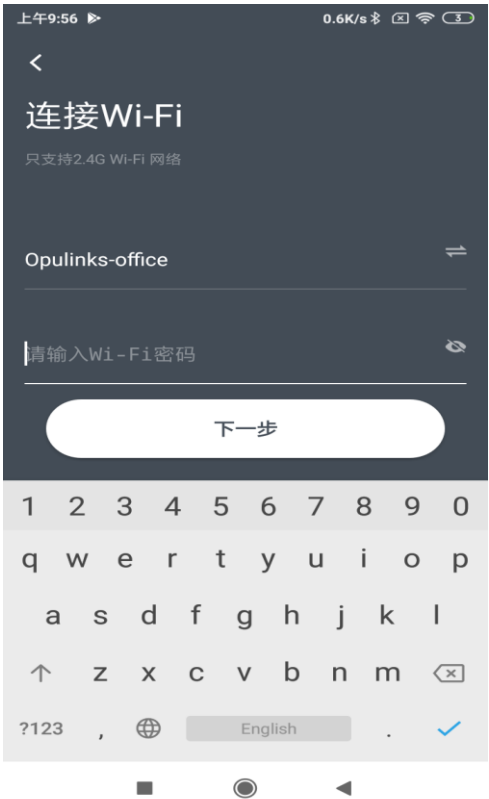 上午9:56
0.6K/s
3
连接Wi-Fi
只支持2.4G Wi-Fi 网络
Opulinks-office
请输入Wi-Fi密码
下一步
1 2 3 4 5 6 7 8 9 0
q w e r t y u i o p
a s d f g h j k l
z x c v b n m
?123 , English .